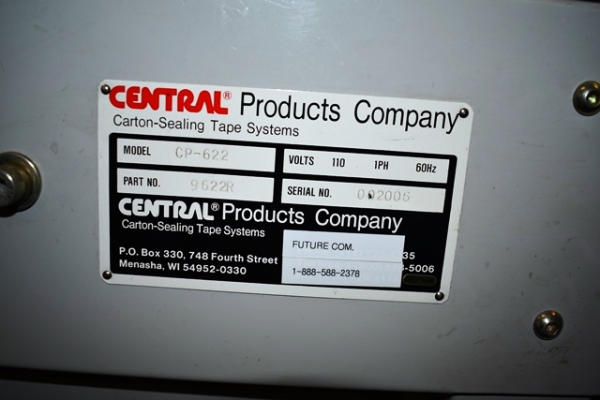 CENTRAL® Products Company
Carton-Sealing Tape Systems
MODEL CP-622
VOLTS 110 1PH 60Hz
PART NO. 9622R
SERIAL NO. 002006
CENTRAL® Products Company
Carton-Sealing Tape Systems
P.O. Box 330, 748 Fourth Street
Menasha, WI 54952-0330
FUTURE COM.
1-888-588-2378
35
-5006